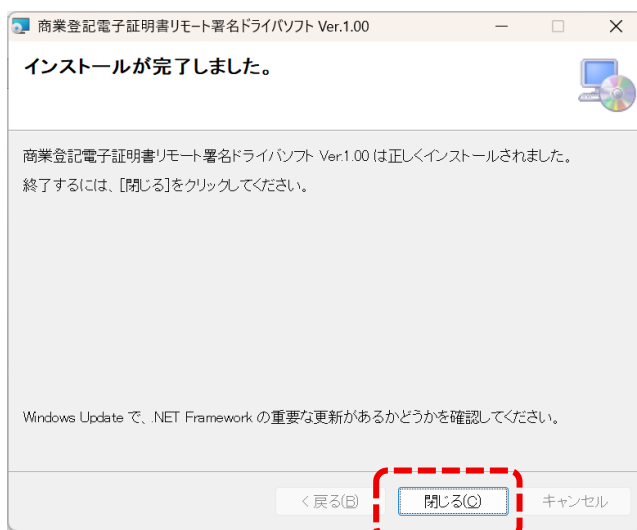 商業登記電子証明書リモート署名ドライバソフト Ver.1.00
インストールが完了しました。
商業登記電子証明書リモート署名ドライバソフト Ver.1.00 は正しくインストールされました。
終了するには、[閉じる]をクリックしてください。
Windows Update で、.NET Framework の重要な更新があるかどうかを確認してください。
< 戻る(B) 閉じる(C) キャンセル